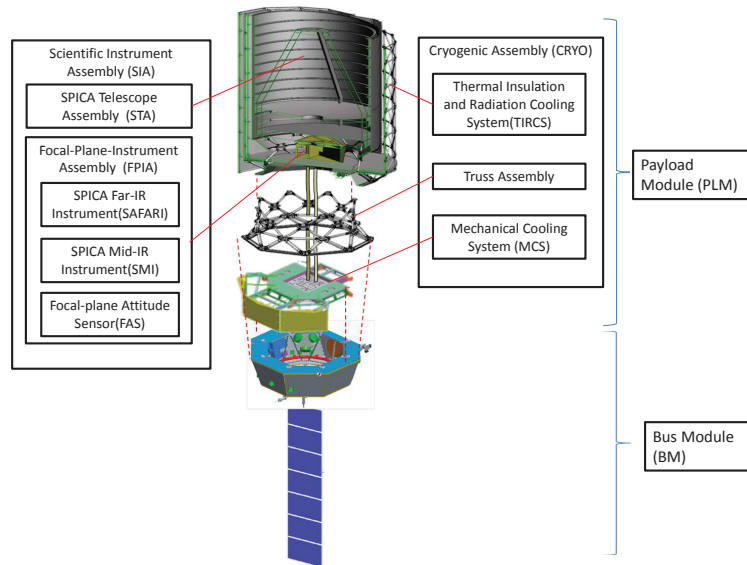 Scientific Instrument
Assembly (SIA)
SPICA Telescope
Assembly  (STA)
Focal-Plane-Instrument
Assembly  (FPIA)
SPICA Far-IR
Instrument(SAFARI)
SPICA Mid-IR
Instrument(SMI)
Focal-plane Attitude
Sensor(FAS)
Cryogenic Assembly (CRYO)
Thermal Insulation
and Radiation Cooling
System(TIRCS)
Truss Assembly
Mechanical Cooling
System (MCS)
Payload
Module (PLM)
Bus Module
(BM)